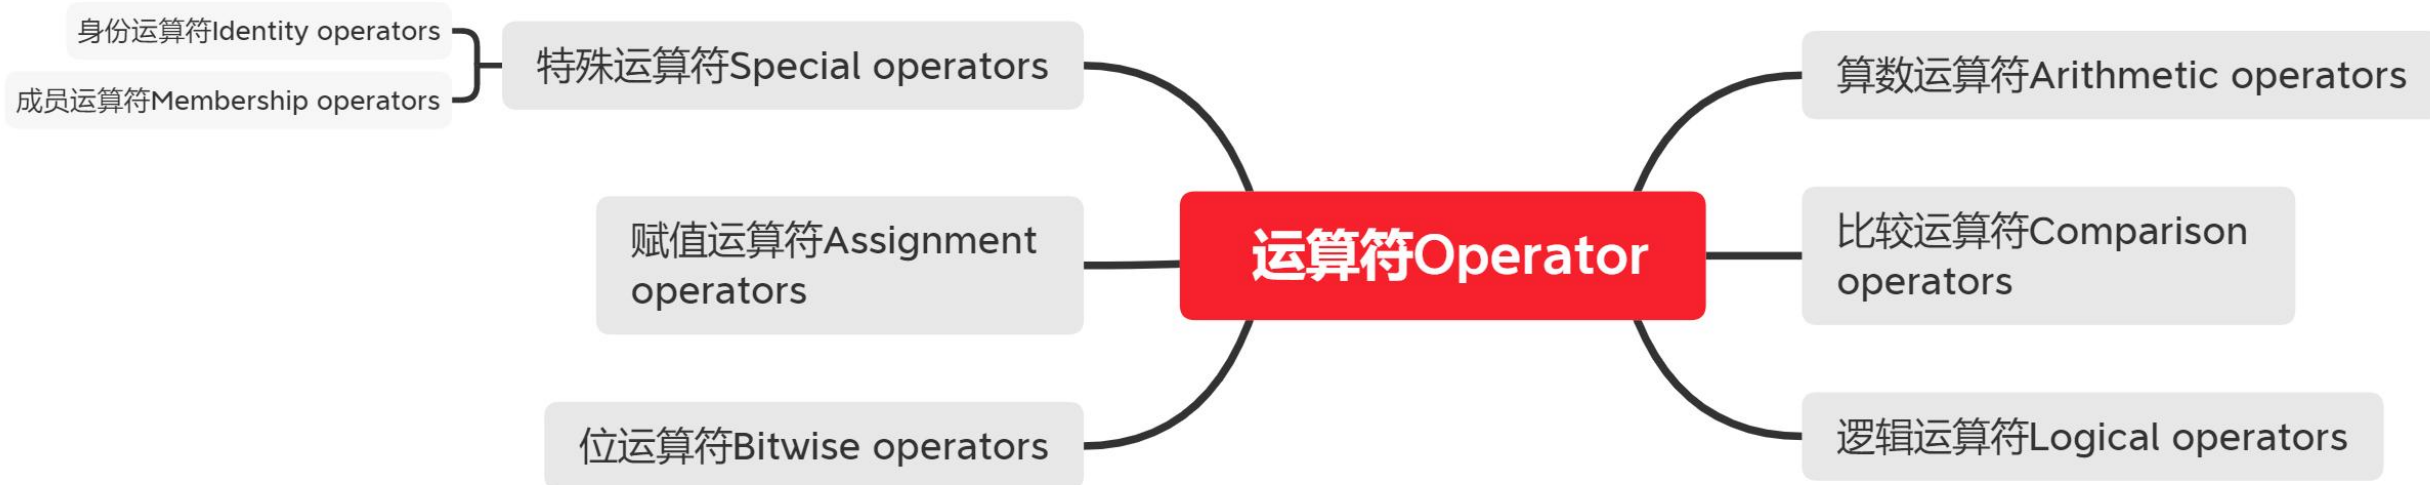 身份运算符Identity operators
成员运算符Membership operators
特殊运算符Special operators
赋值运算符Assignment
operators
位运算符Bitwise operators
运算符Operator
算数运算符Arithmetic operators
比较运算符Comparison
operators
逻辑运算符Logical operators